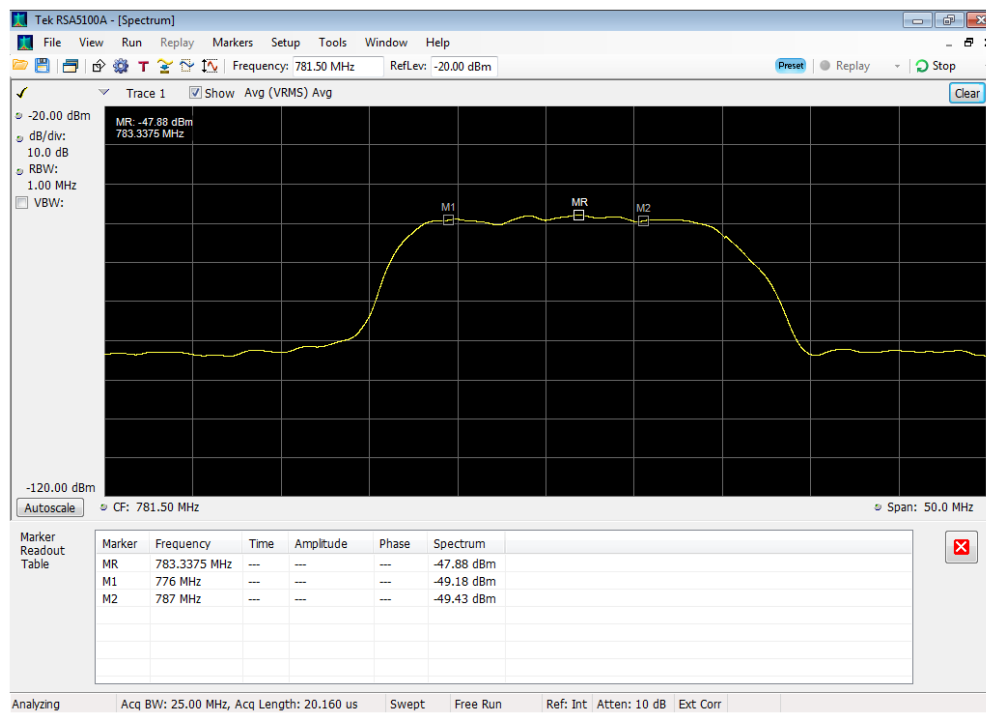 Tek RSA5100A - [Spectrum]
File View Run Replay Markers Setup Tools Window Help
T Frequency: 781.50 MHz RefLev: -20.00 dBm Preset Replay Stop
Trace 1 Show Avg (VRMS) Avg Clear
-20.00 dBm
dB/div:
10.0 dB
RBW:
1.00 MHz
VBW:
MR: -47.88 dBm
783.3375 MHz
M1 MR M2
-120.00 dBm
Autoscale CF: 781.50 MHz Span: 50.0 MHz
Marker
Readout
Table
Marker Frequency Time Amplitude Phase Spectrum
MR 783.3375 MHz --- --- --- -47.88 dBm
M1 776 MHz --- --- --- -49.18 dBm
M2 787 MHz --- --- --- -49.43 dBm
Analyzing Acq BW: 25.00 MHz, Acq Length: 20.160 us Swept Free Run Ref: Int Atten: 10 dB Ext Corr